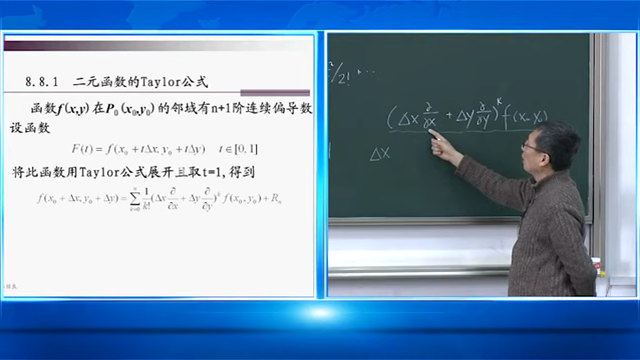 8.8.1 二元函数的Taylor公式
函数f(x,y)在P₀(x₀,y₀)的邻域有n+1阶连续偏导数
设函数
F(t) = f(x₀ + tΔx, y₀ + tΔy) t∈[0,1]
将此函数用Taylor公式展开且取t=1,得到
f(x₀ + Δx, y₀ + Δy) = ∑ₖ₌₀ⁿ 1/k! (Δx ∂/∂x + Δy ∂/∂y)ᵏ f(x₀, y₀) + Rₙ
/2! ...
(Δx ∂/∂x + Δy ∂/∂y)ᴷ f(x₀, y₀)
Δx